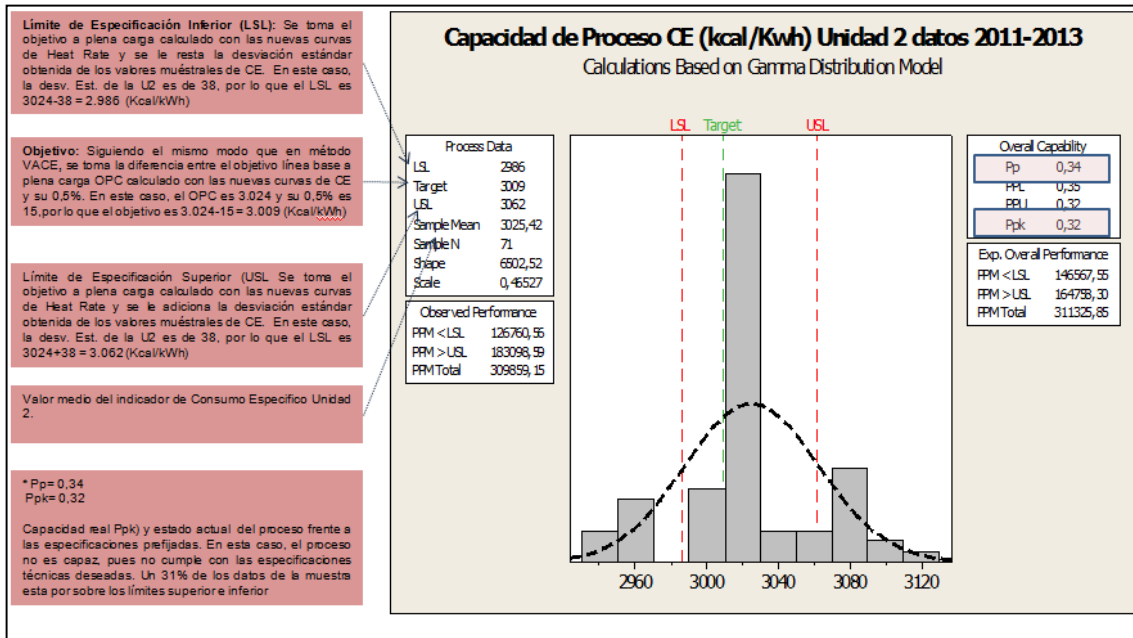 Límite de Especificación Inferior (LSL): Se toma el
objetivo a plena carga calculado con las nuevas curvas
de Heat Rate y se le resta la desviación estándar
obtenida de los valores muéstrales de CE. En este caso,
la desv. Est. de la U2 es de 38, por lo que el LSL es
3024-38 = 2.986 (Kcal/kWh)
Objetivo: Siguiendo el mismo modo que en método
VACE, se toma la diferencia entre el objetivo línea base a
plena carga OPC calculado con las nuevas curvas de CE
y su 0,5%. En este caso, el OPC es 3.024 y su 0,5% es
15,por lo que el objetivo es 3.024-15= 3.009 (Kcal/kWh)
Límite de Especificación Superior (USL Se toma el
objetivo a plena carga calculado con las nuevas curvas
de Heat Rate y se le adiciona la desviación estándar
obtenida de los valores muéstrales de CE. En este caso,
la desv. Est. de la U2 es de 38, por lo que el LSL es
3024+38 = 3.062 (Kcal/kWh)
Valor medio del indicador de Consumo Especifico Unidad
2.
* Pp= 0,34
Ppk= 0,32
Capacidad real Ppk) y estado actual del proceso frente a
las especificaciones prefijadas. En este caso, el proceso
no es capaz, pues no cumple con las especificaciones
técnicas deseadas. Un 31% de los datos de la muestra
esta por sobre los límites superior e inferior
Capacidad de Proceso CE (kcal/Kwh) Unidad 2 datos 2011-2013
Calculations Based on Gamma Distribution Model
LSL Target USL
Process Data
LSL 2986
Target 3009
USL 3062
Sample Mean 3025,42
Sample N 71
Shape 6502,52
Scale 0,46527
Observed Performance
PPM < LSL 126760,56
PPM > USL 183098,59
PPM Total 309859,15
Overall Capability
Pp 0,34
PPL 0,35
PPU 0,32
Ppk 0,32
Exp. Overall Performance
PPM < LSL 146567,55
PPM > USL 164758,30
PPM Total 311325,85
2960 3000 3040 3080 3120